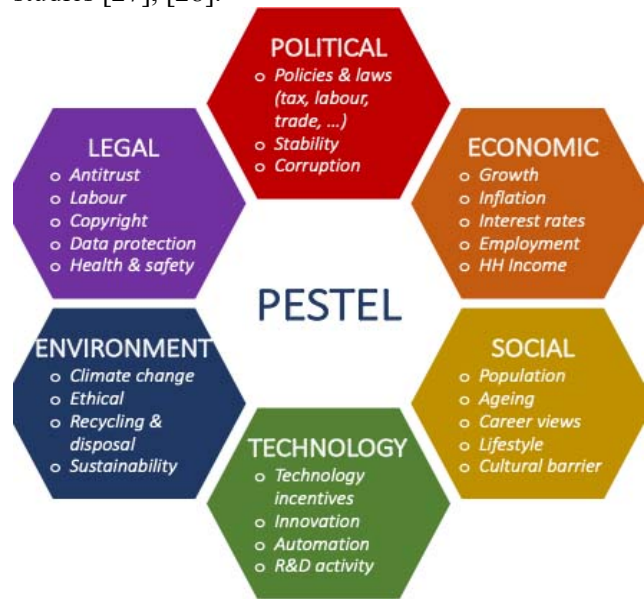 POLITICAL
o Policies & laws
(tax, labour,
trade, ...)
o Stability
o Corruption
LEGAL
o Antitrust
o Labour
o Copyright
o Data protection
o Health & safety
ECONOMIC
o Growth
o Inflation
o Interest rates
o Employment
o HH Income
PESTEL
ENVIRONMENT
o Climate change
o Ethical
o Recycling &
disposal
o Sustainability
SOCIAL
o Population
o Ageing
o Career views
o Lifestyle
o Cultural barrier
TECHNOLOGY
o Technology
incentives
o Innovation
o Automation
o R&D activity